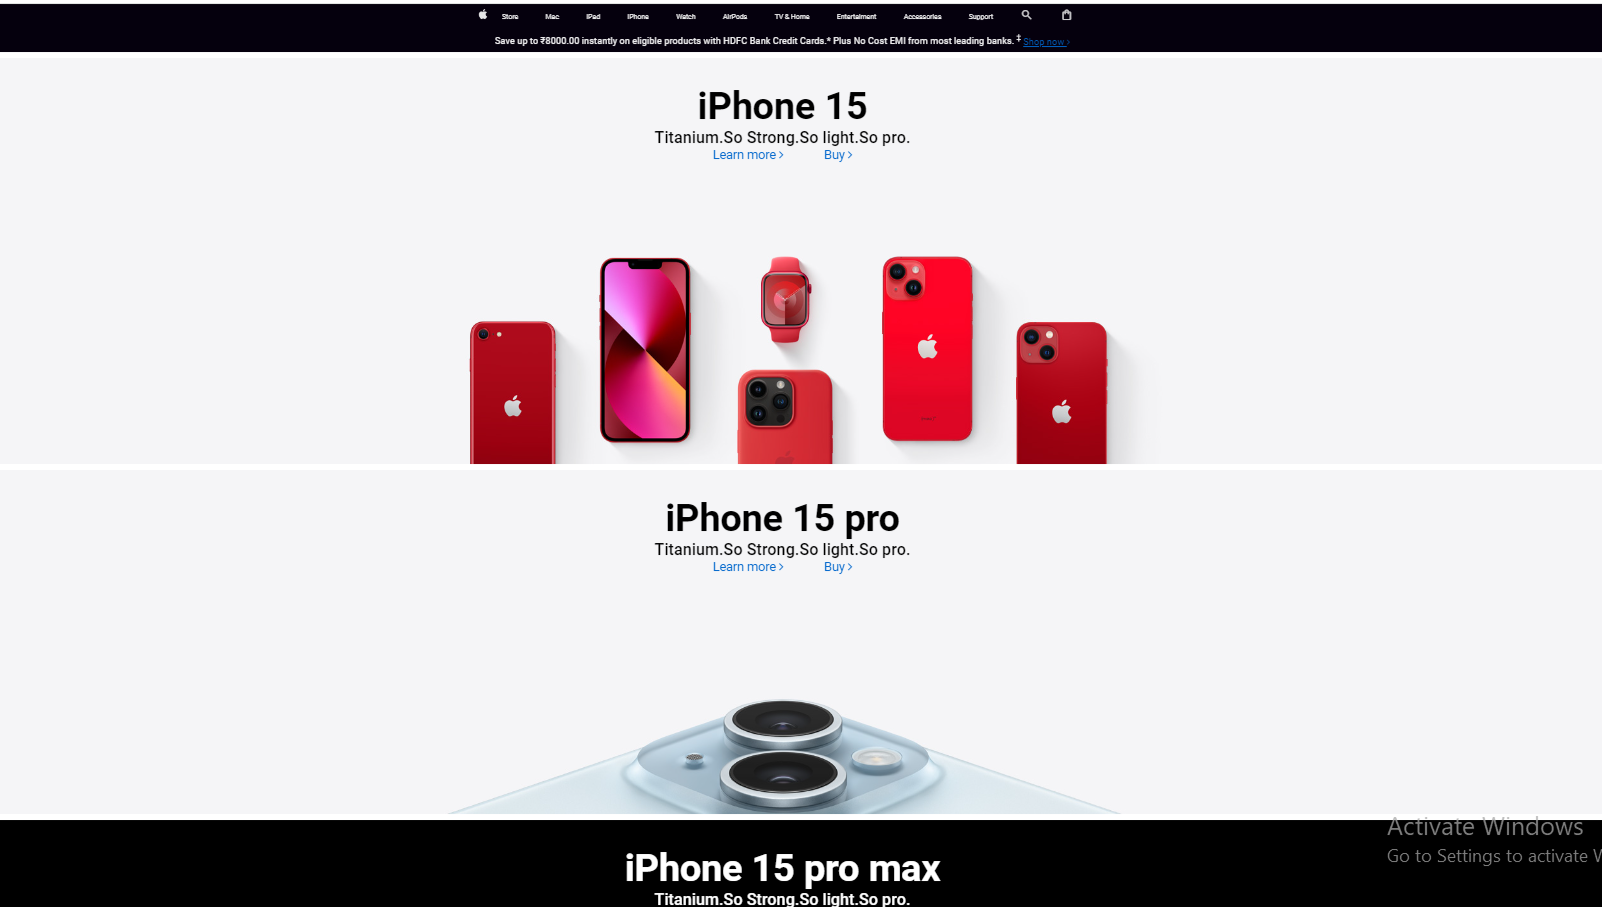 Store Mac iPad iPhone Watch AirPods TV & Home Entertaiment Accessories Support
Save up to ₹8000.00 instantly on eligible products with HDFC Bank Credit Cards.* Plus No Cost EMI from most leading banks. ‡ Shop now >
iPhone 15
Titanium.So Strong.So light.So pro.
Learn more > Buy >
iPhone 15 pro
Titanium.So Strong.So light.So pro.
Learn more > Buy >
iPhone 15 pro max
Titanium.So Strong.So light.So pro.
Activate Windows
Go to Settings to activate W